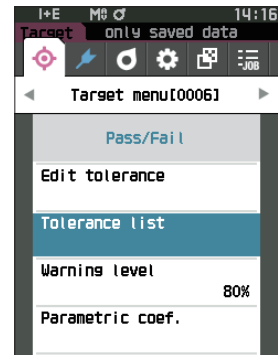 I+E M0 14:16
Target only saved data
-JOB
Target menu[0006]
Pass/Fail
Edit tolerance
Tolerance list
Warning level
80%
Parametric coef.